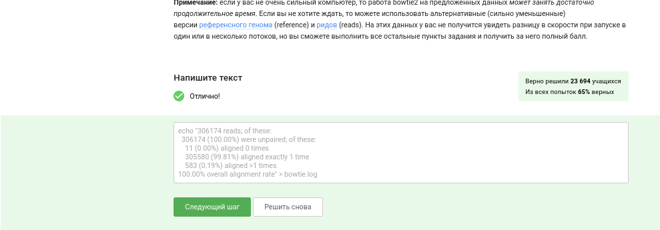 Примечание: если у вас не очень сильный компьютер, то работа bowtie2 на предложенных данных может занять достаточно
продолжительное время. Если вы не хотите ждать, то можете использовать альтернативные (сильно уменьшенные)
версии референсного генома (reference) и ридов (reads). На этих данных у вас не получится увидеть разницу в скорости при запуске в
один или в несколько потоков, но вы сможете выполнить все остальные пункты задания и получить за него полный балл.
Напишите текст
Верно решили 23 694 учащихся
Из всех попыток 65% верных
Отлично!
echo "306174 reads; of these:
306174 (100.00%) were unpaired; of these:
11 (0.00%) aligned 0 times
305580 (99.81%) aligned exactly 1 time
583 (0.19%) aligned >1 times
100.00% overall alignment rate" > bowtie.log
Следующий шаг
Решить снова